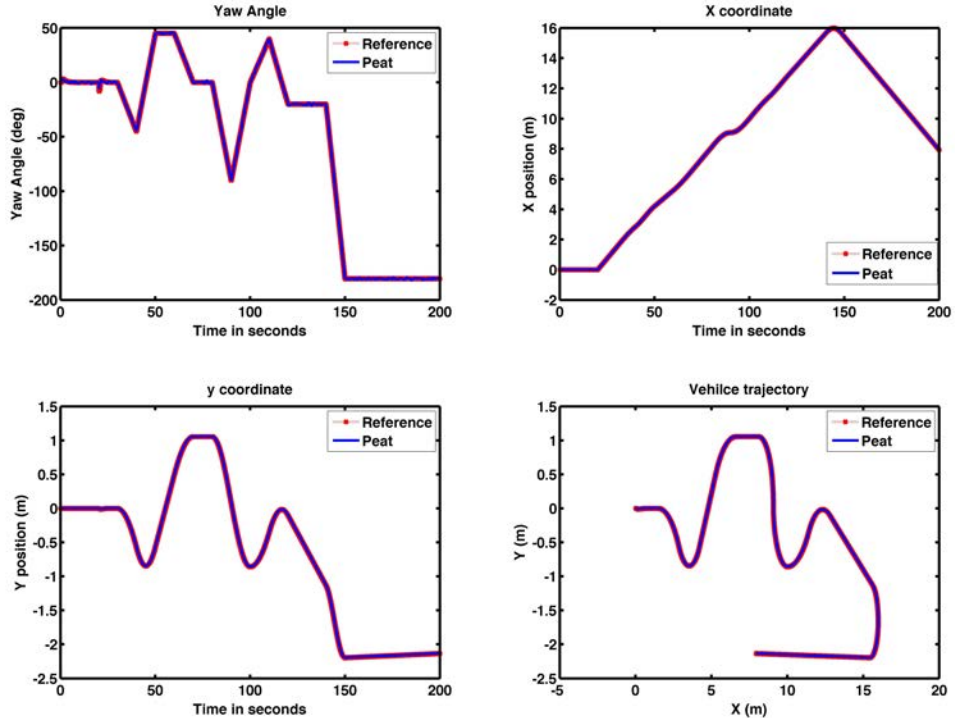 Yaw Angle
50
0
-50
-100
-150
-200
Yaw Angle (deg)
0 50 100 150 200
Time in seconds
Reference
Peat
X coordinate
16
14
12
10
8
6
4
2
0
-2
X position (m)
0 50 100 150 200
Time in seconds
Reference
Peat
y coordinate
1.5
1
0.5
0
-0.5
-1
-1.5
-2
-2.5
Y position (m)
0 50 100 150 200
Time in seconds
Reference
Peat
Vehilce trajectory
1.5
1
0.5
0
-0.5
-1
-1.5
-2
-2.5
Y (m)
-5 0 5 10 15 20
X (m)
Reference
Peat